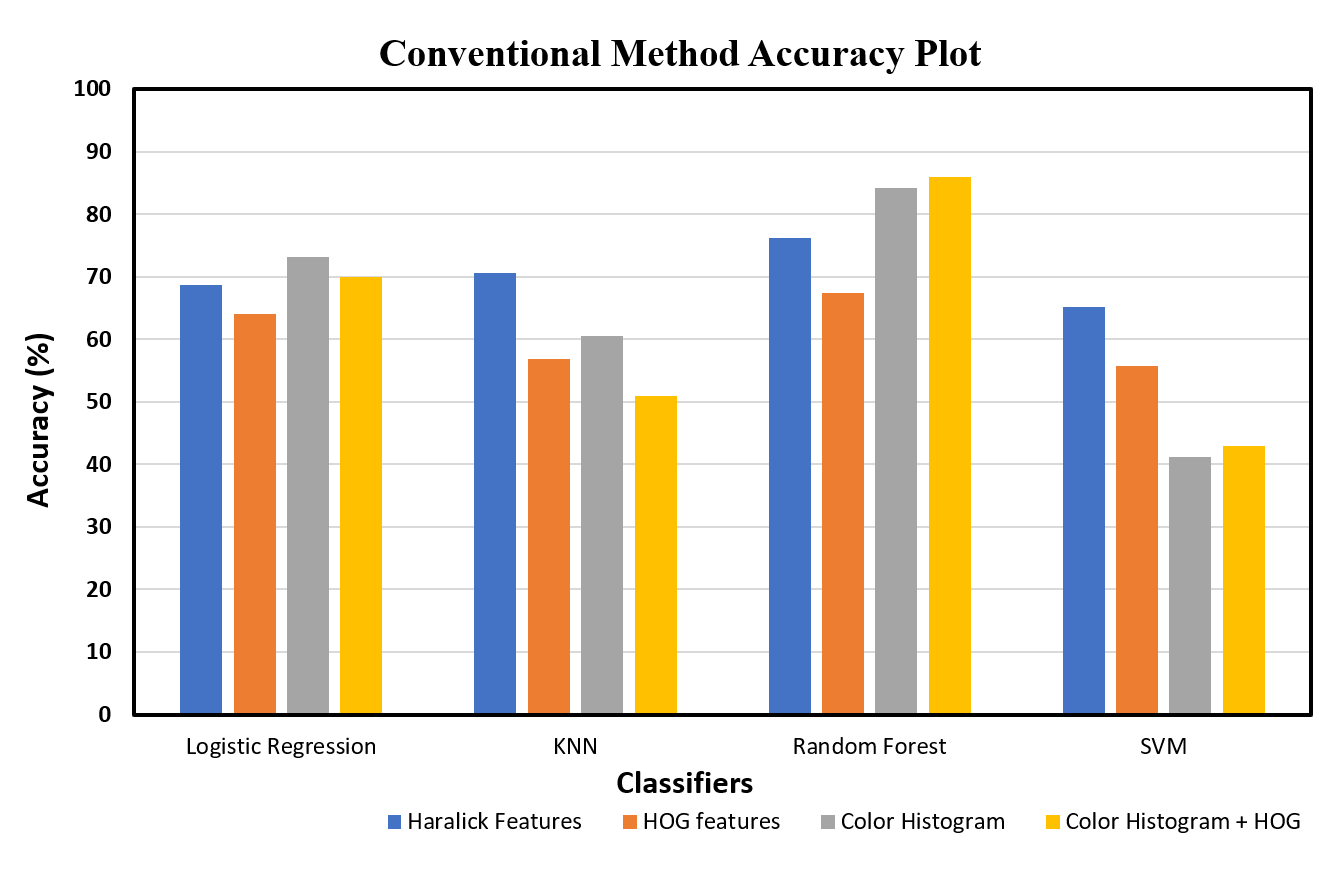 Conventional Method Accuracy Plot
100
90
80
70
60
50
40
30
20
10
0
Accuracy (%)
Logistic Regression KNN Random Forest SVM
Classifiers
Haralick Features HOG features Color Histogram Color Histogram + HOG